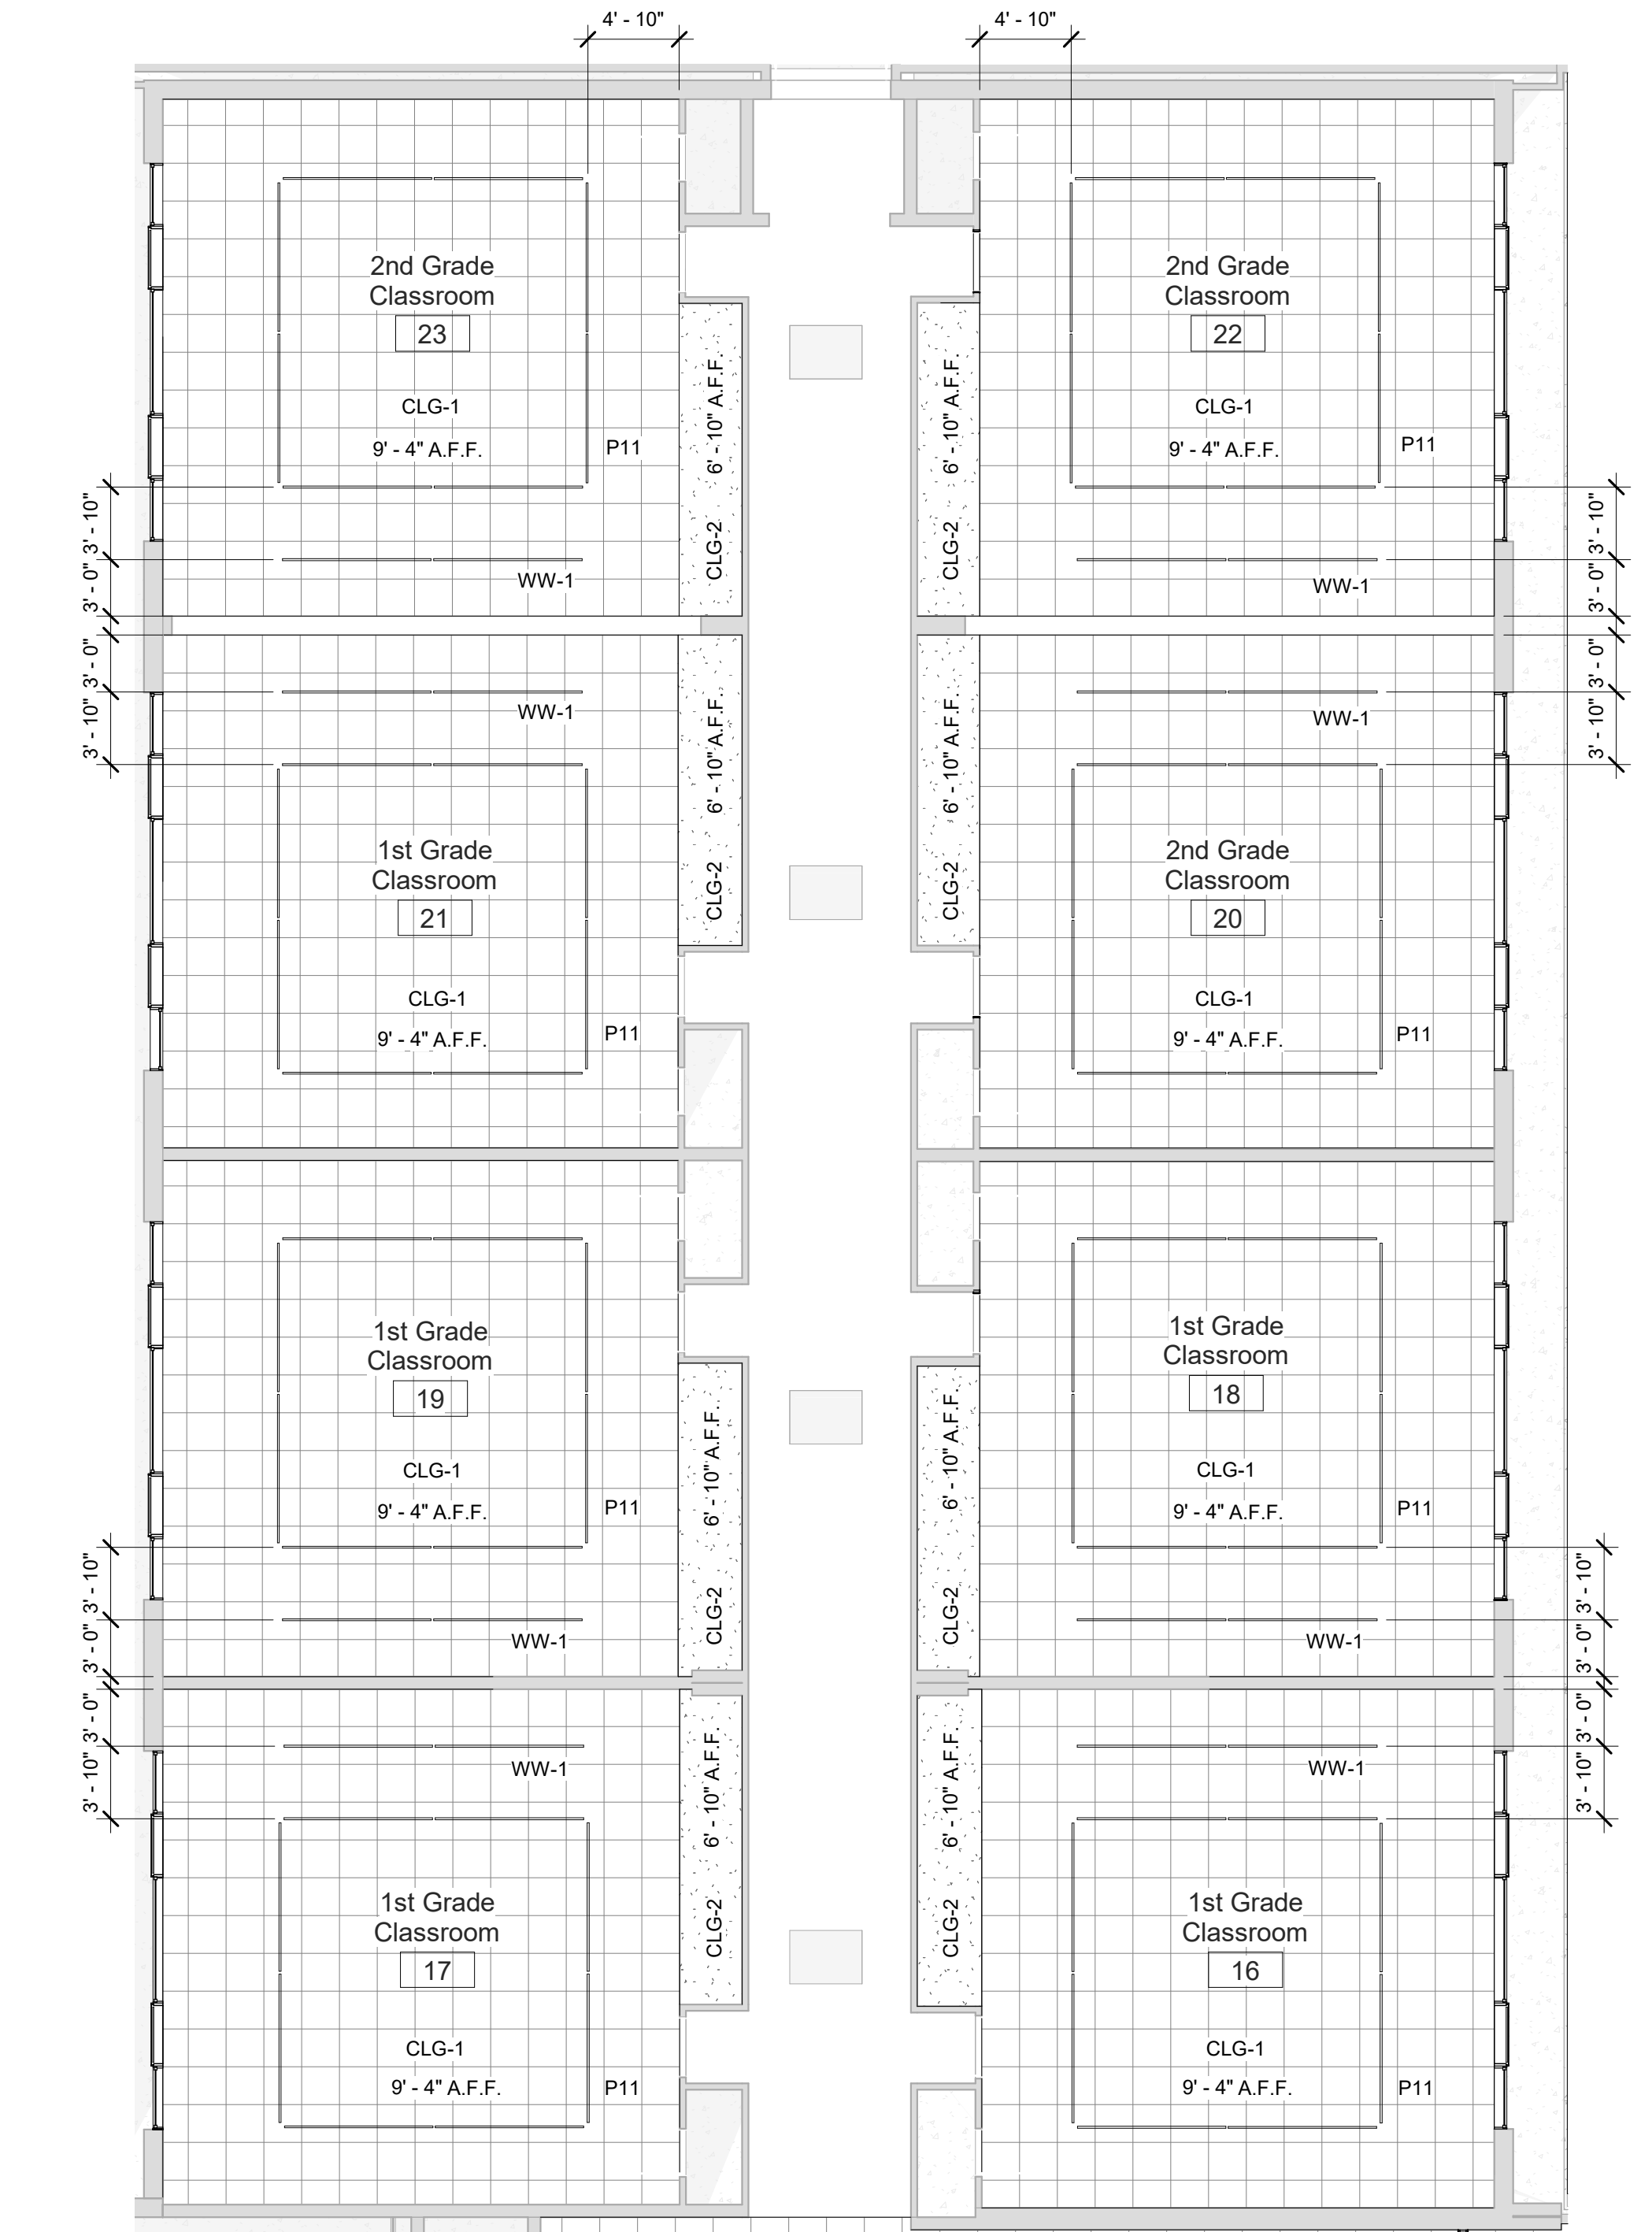 4' - 10"
4' - 10"
2nd Grade
Classroom
23
CLG-1
9' - 4" A.F.F.
P11
WW-1
6' - 10" A.F.F.
CLG-2
3' - 10"
3' - 0"
2nd Grade
Classroom
22
CLG-1
9' - 4" A.F.F.
P11
WW-1
6' - 10" A.F.F.
CLG-2
3' - 10"
3' - 0"
3' - 0"
3' - 10"
WW-1
1st Grade
Classroom
21
CLG-1
9' - 4" A.F.F.
P11
6' - 10" A.F.F.
CLG-2
6' - 10" A.F.F.
CLG-2
WW-1
2nd Grade
Classroom
20
CLG-1
9' - 4" A.F.F.
P11
3' - 0"
3' - 10"
1st Grade
Classroom
19
CLG-1
9' - 4" A.F.F.
P11
WW-1
6' - 10" A.F.F.
CLG-2
3' - 10"
3' - 0"
1st Grade
Classroom
18
CLG-1
9' - 4" A.F.F.
P11
WW-1
6' - 10" A.F.F.
CLG-2
3' - 10"
3' - 0"
3' - 0"
3' - 10"
WW-1
1st Grade
Classroom
17
CLG-1
9' - 4" A.F.F.
P11
6' - 10" A.F.F.
CLG-2
6' - 10" A.F.F.
CLG-2
WW-1
1st Grade
Classroom
16
CLG-1
9' - 4" A.F.F.
P11
3' - 0"
3' - 10"